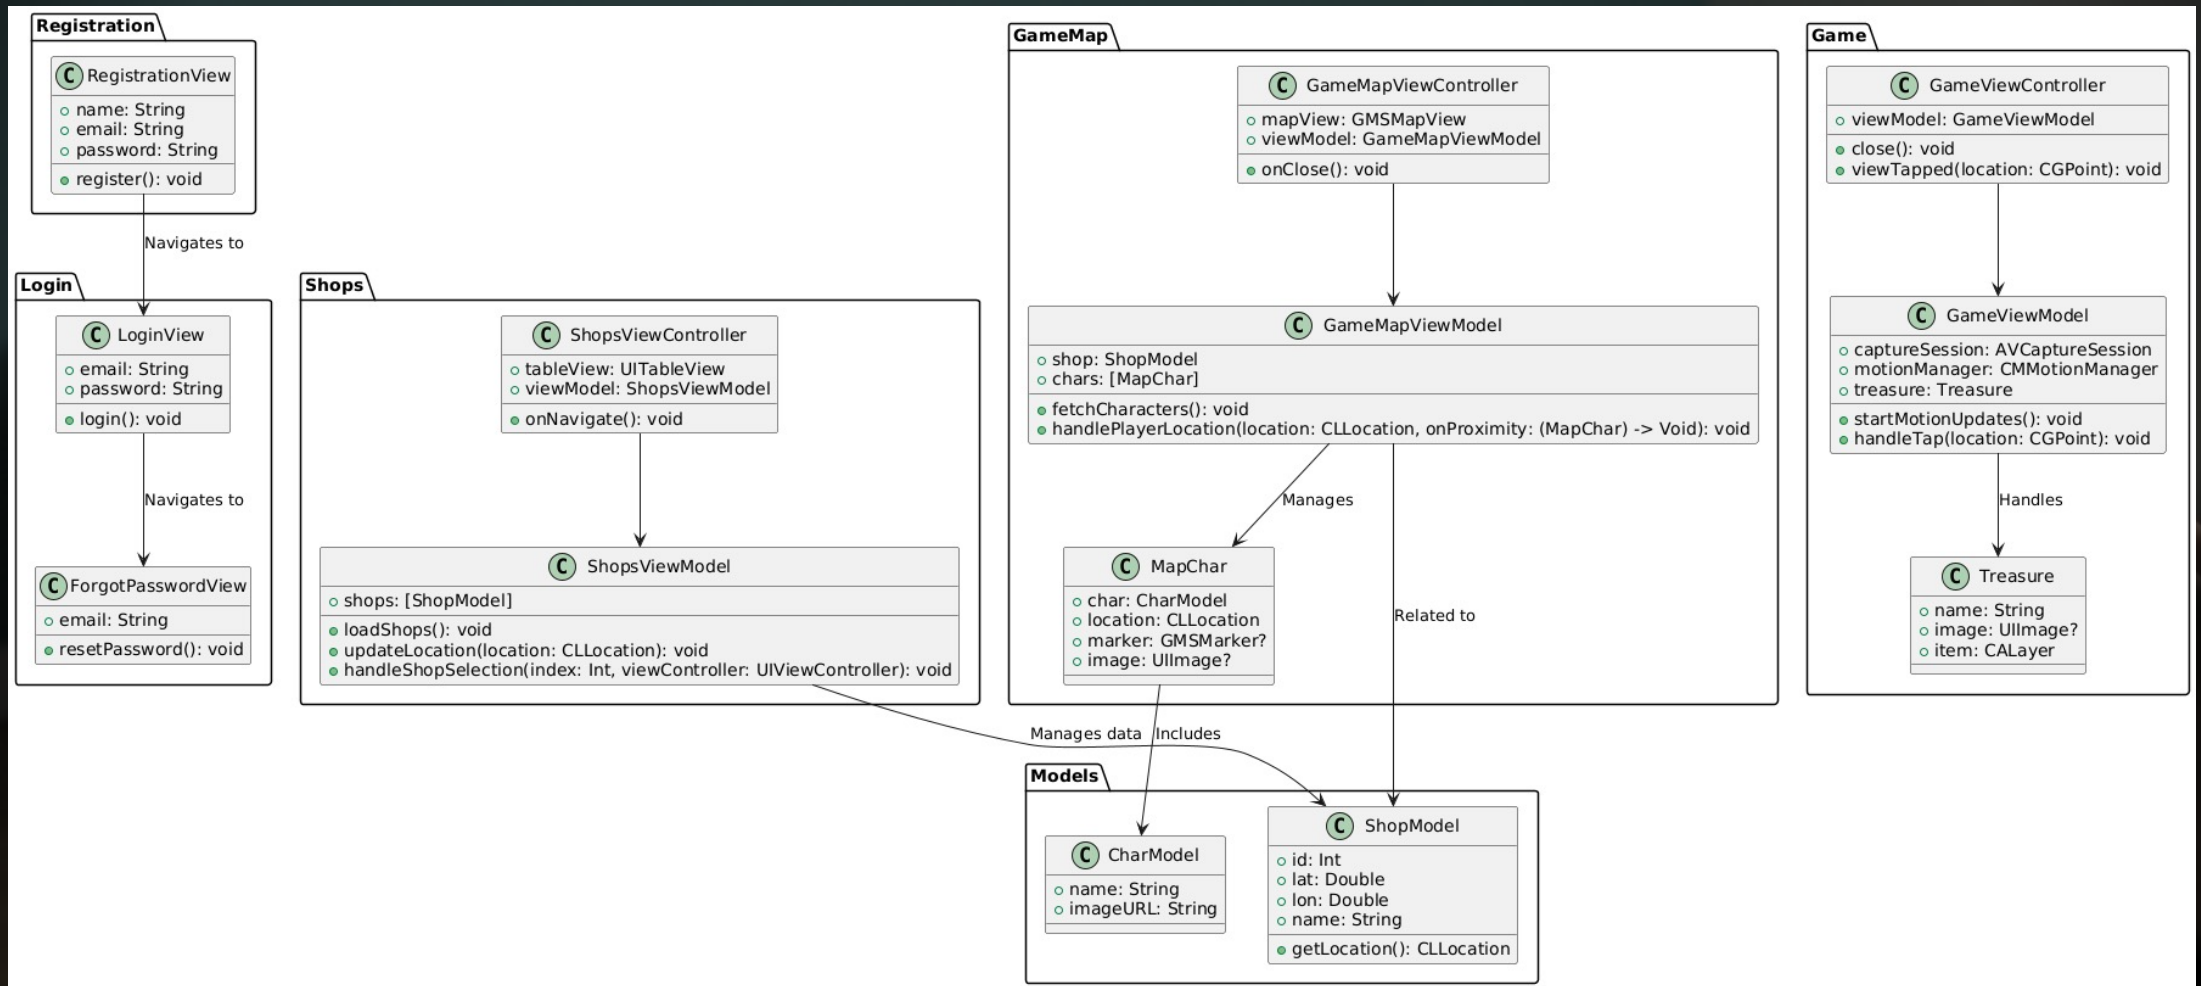 Registration
C RegistrationView
name: String
email: String
password: String
register(): void
Navigates to
Login
C LoginView
email: String
password: String
login(): void
Navigates to
C ForgotPasswordView
email: String
resetPassword(): void
Shops
C ShopsViewController
tableView: UITableView
viewModel: ShopsViewModel
onNavigate(): void
C ShopsViewModel
shops: [ShopModel]
loadShops(): void
updateLocation(location: CLLocation): void
handleShopSelection(index: Int, viewController: UIViewController): void
Manages data
GameMap
C GameMapViewController
mapView: GMSMapView
viewModel: GameMapViewModel
onClose(): void
C GameMapViewModel
shop: ShopModel
chars: [MapChar]
fetchCharacters(): void
handlePlayerLocation(location: CLLocation, onProximity: (MapChar) -> Void): void
Manages
C MapChar
char: CharModel
location: CLLocation
marker: GMSMarker?
image: UIImage?
Related to
Includes
Models
C CharModel
name: String
imageURL: String
C ShopModel
id: Int
lat: Double
lon: Double
name: String
getLocation(): CLLocation
Game
C GameViewController
viewModel: GameViewModel
close(): void
viewTapped(location: CGPoint): void
C GameViewModel
captureSession: AVCaptureSession
motionManager: CMMotionManager
treasure: Treasure
startMotionUpdates(): void
handleTap(location: CGPoint): void
Handles
C Treasure
name: String
image: UIImage?
item: CALayer